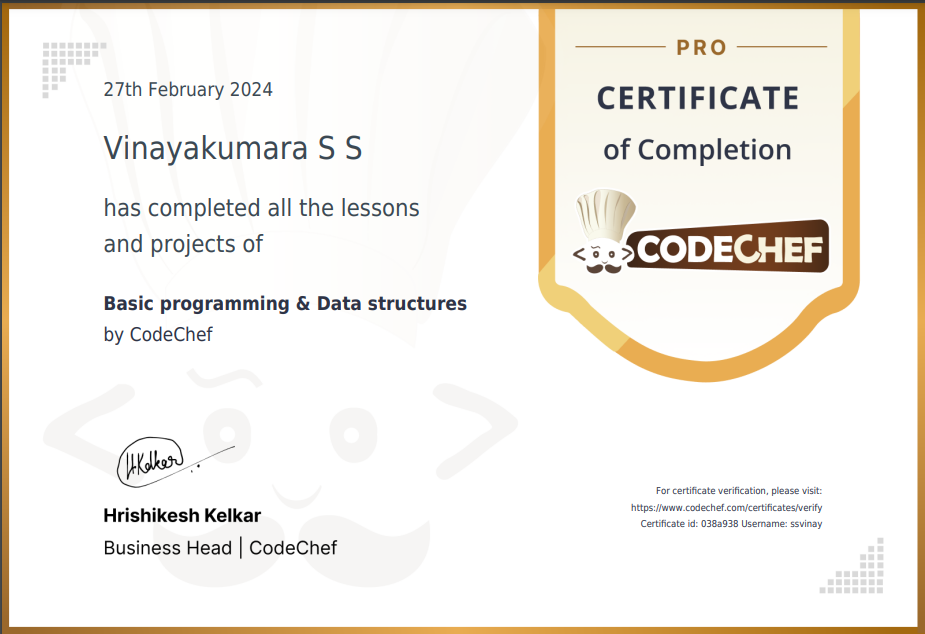 27th February 2024
Vinayakumara S S
has completed all the lessons
and projects of
Basic programming & Data structures
by CodeChef
PRO
CERTIFICATE
of Completion
CODECHEF
H.Kelkar
Hrishikesh Kelkar
Business Head | CodeChef
For certificate verification, please visit:
https://www.codechef.com/certificates/verify
Certificate id: 038a938 Username: ssvinay